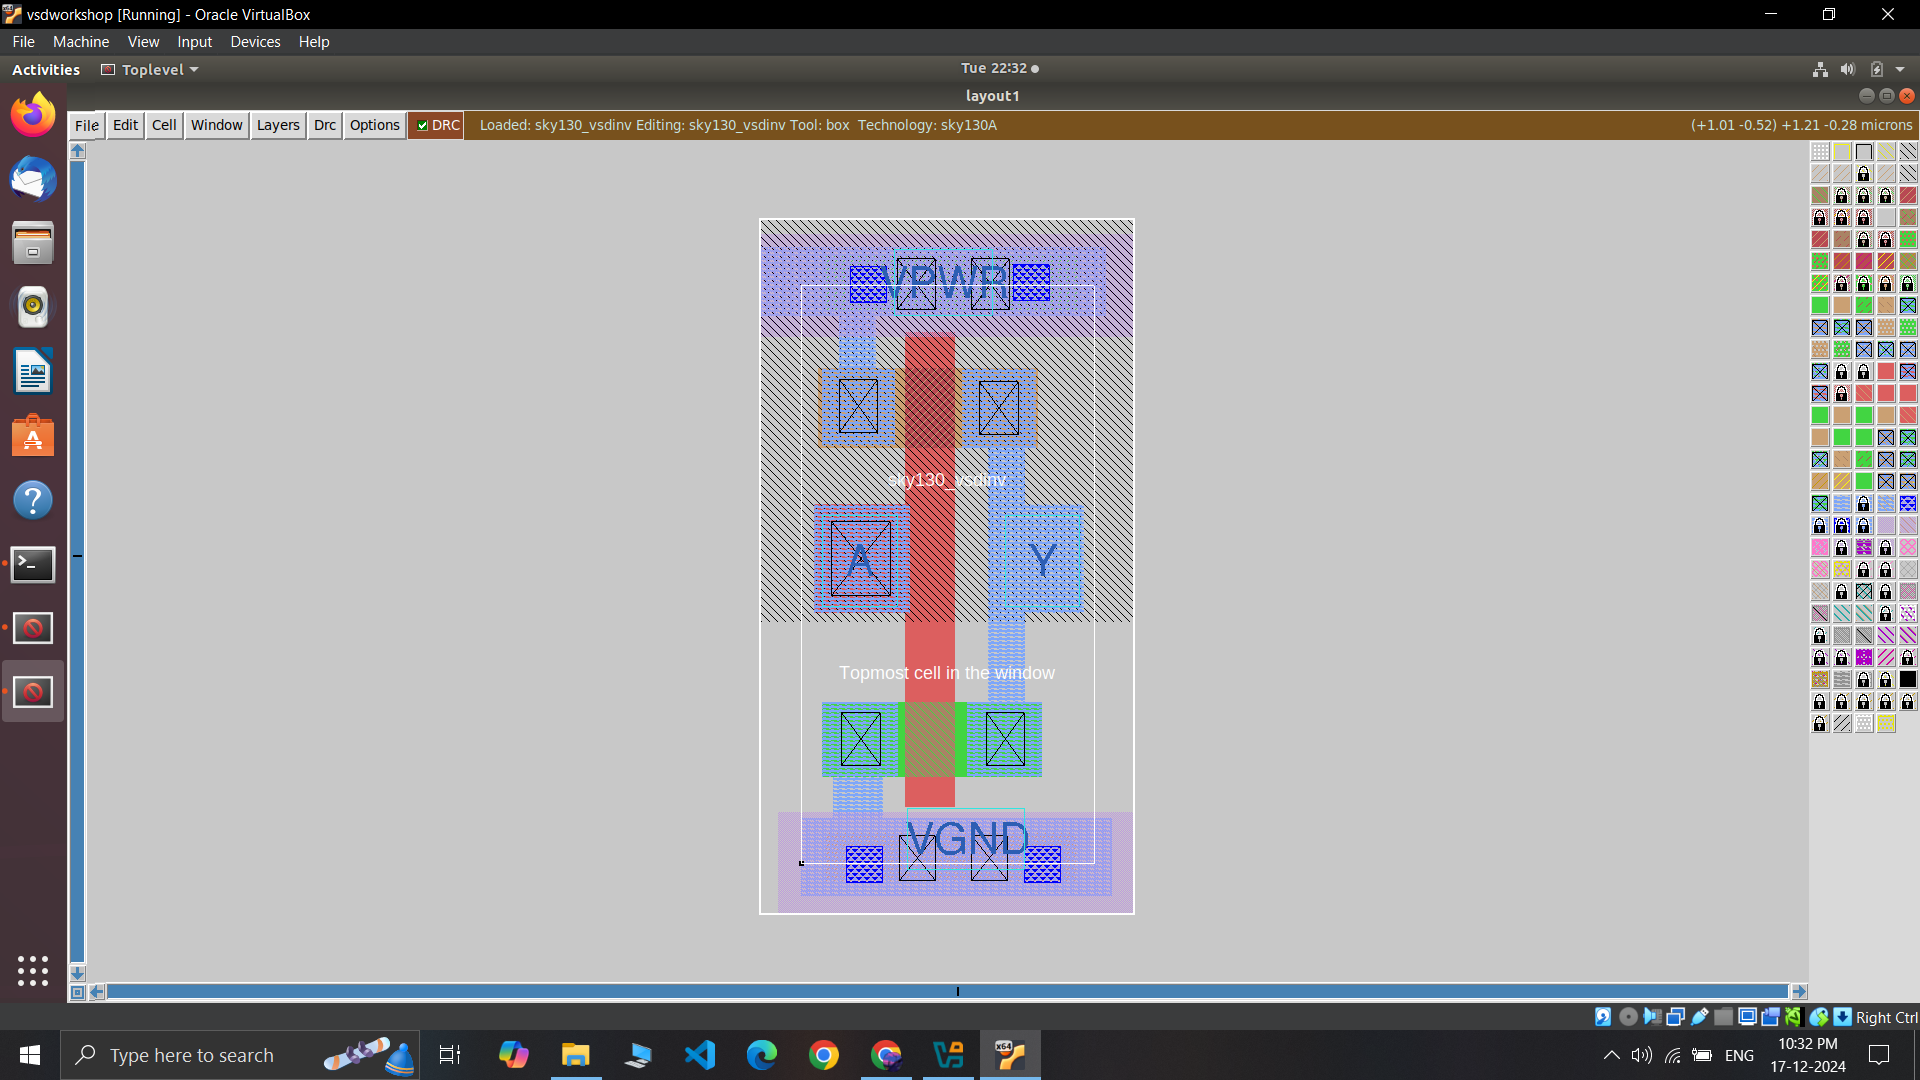 vsdworkshop [Running] - Oracle VirtualBox
File Machine View Input Devices Help
Activities Toplevel Tue 22:32
layout1
File Edit Cell Window Layers Drc Options DRC Loaded: sky130_vsdinv Editing: sky130_vsdinv Tool: box Technology: sky130A (+1.01 -0.52) +1.21 -0.28 microns
VPWR
sky130_vsdinv
A Y
Topmost cell in the window
VGND
Right Ctrl
Type here to search
x64
ENG
10:32 PM
17-12-2024